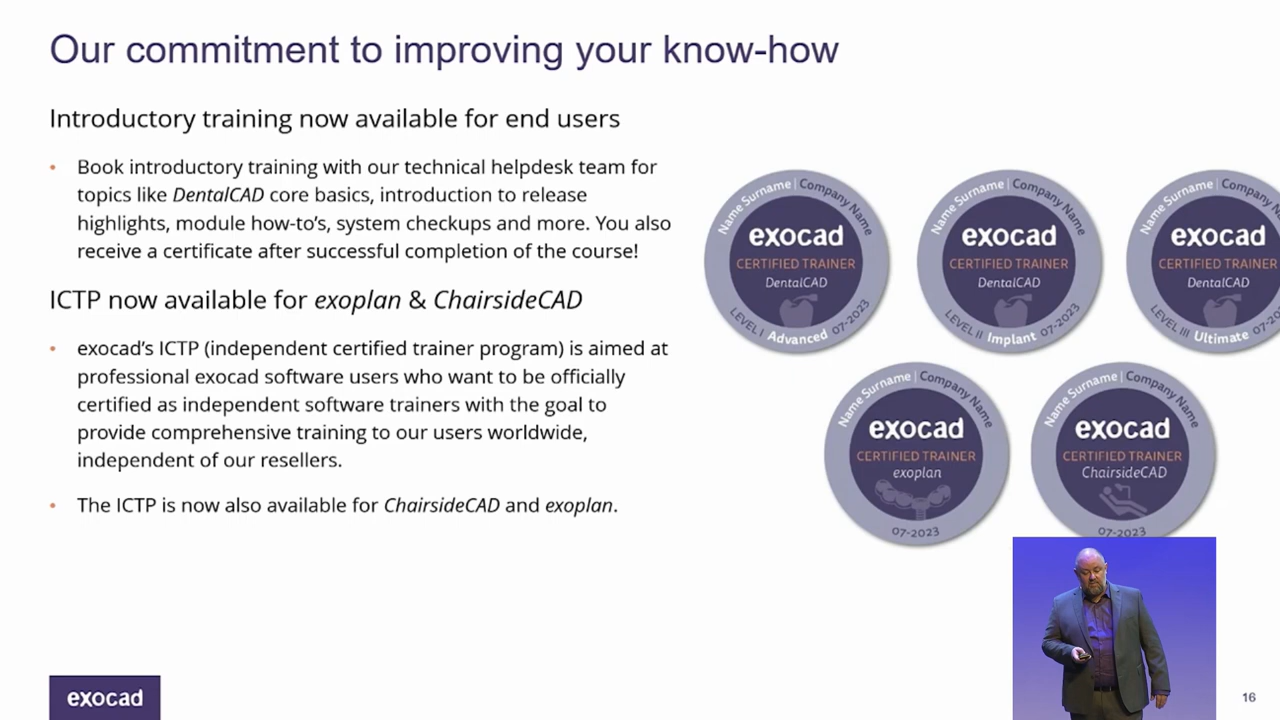 Our commitment to improving your know-how
Introductory training now available for end users
• Book introductory training with our technical helpdesk team for
topics like DentalCAD core basics, introduction to release
highlights, module how-to’s, system checkups and more. You also
receive a certificate after successful completion of the course!
ICTP now available for exoplan & ChairsideCAD
• exocad’s ICTP (independent certified trainer program) is aimed at
professional exocad software users who want to be officially
certified as independent software trainers with the goal to
provide comprehensive training to our users worldwide,
independent of our resellers.
• The ICTP is now also available for ChairsideCAD and exoplan.
Name Surname | Company Name
exocad
CERTIFIED TRAINER
DentalCAD
LEVEL I Advanced 07-2023
Name Surname | Company Name
exocad
CERTIFIED TRAINER
DentalCAD
LEVEL II Implant 07-2023
Name Surname | Company Name
exocad
CERTIFIED TRAINER
DentalCAD
LEVEL III Ultimate 07-20
Name Surname | Company Name
exocad
CERTIFIED TRAINER
exoplan
07-2023
Name Surname | Company Name
exocad
CERTIFIED TRAINER
ChairsideCAD
07-2023
exocad
16